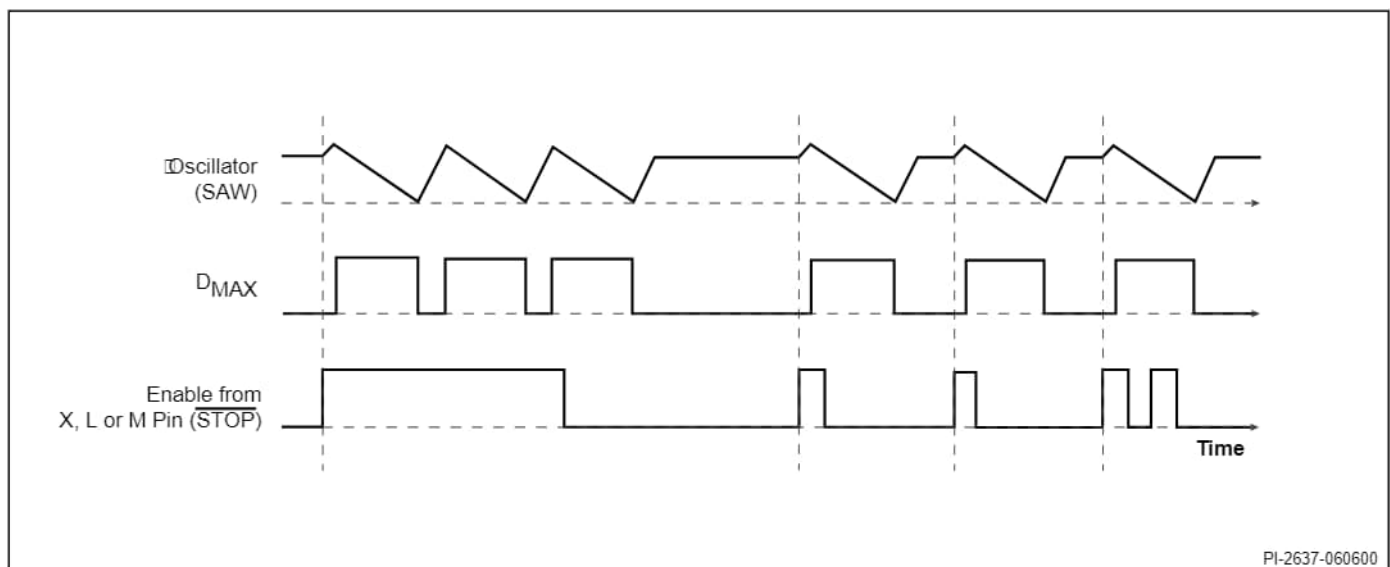 Oscillator
(SAW)
DMAX
Enable from
X, L or M Pin (STOP)
Time
PI-2637-060600